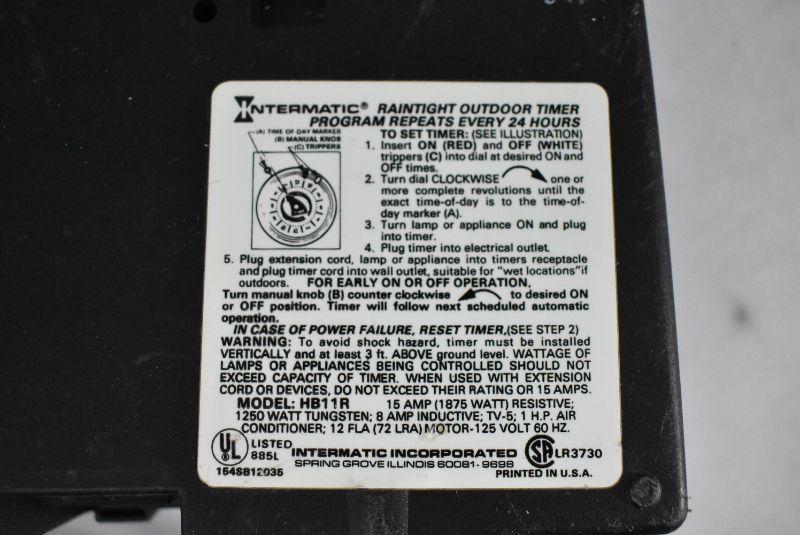 INTERMATIC® RAINTIGHT OUTDOOR TIMER
PROGRAM REPEATS EVERY 24 HOURS
(A) TIME OF DAY MARKER
(B) MANUAL KNOB
(C) TRIPPERS
TO SET TIMER: (SEE ILLUSTRATION)
1. Insert ON (RED) and OFF (WHITE)
trippers (C) into dial at desired ON and
OFF times.
2. Turn dial CLOCKWISE one or
more complete revolutions until the
exact time-of-day is to the time-of-
day marker (A).
3. Turn lamp or appliance ON and plug
into timer.
4. Plug timer into electrical outlet.
5. Plug extension cord, lamp or appliance into timers receptacle
and plug timer cord into wall outlet, suitable for "wet locations"if
outdoors. FOR EARLY ON OR OFF OPERATION,
Turn manual knob (B) counter clockwise to desired ON
or OFF position. Timer will follow next scheduled automatic
operation.
IN CASE OF POWER FAILURE, RESET TIMER,(SEE STEP 2)
WARNING: To avoid shock hazard, timer must be installed
VERTICALLY and at least 3 ft. ABOVE ground level. WATTAGE OF
LAMPS OR APPLIANCES BEING CONTROLLED SHOULD NOT
EXCEED CAPACITY OF TIMER. WHEN USED WITH EXTENSION
CORD OR DEVICES, DO NOT EXCEED THEIR RATING OR 15 AMPS.
MODEL: HB11R 15 AMP (1875 WATT) RESISTIVE;
1250 WATT TUNGSTEN; 8 AMP INDUCTIVE; TV-5; 1 H.P. AIR
CONDITIONER; 12 FLA (72 LRA) MOTOR-125 VOLT 60 HZ.
UL LISTED
885L
154SB12035
INTERMATIC INCORPORATED
SPRING GROVE ILLINOIS 60081-9698
SA LR3730
PRINTED IN U.S.A.